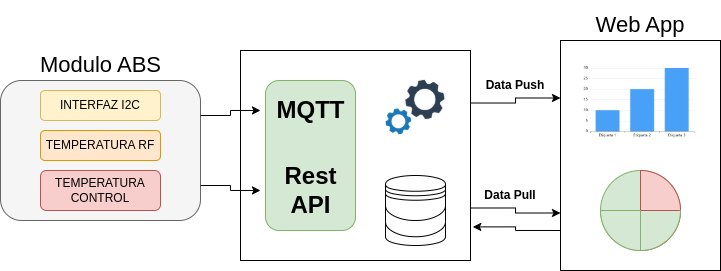 Web App
Modulo ABS
INTERFAZ I2C
TEMPERATURA RF
TEMPERATURA
CONTROL
MQTT
Rest
API
Data Push
Data Pull
35
30
25
20
15
10
5
0
Etiqueta 1
Etiqueta 2
Etiqueta 3